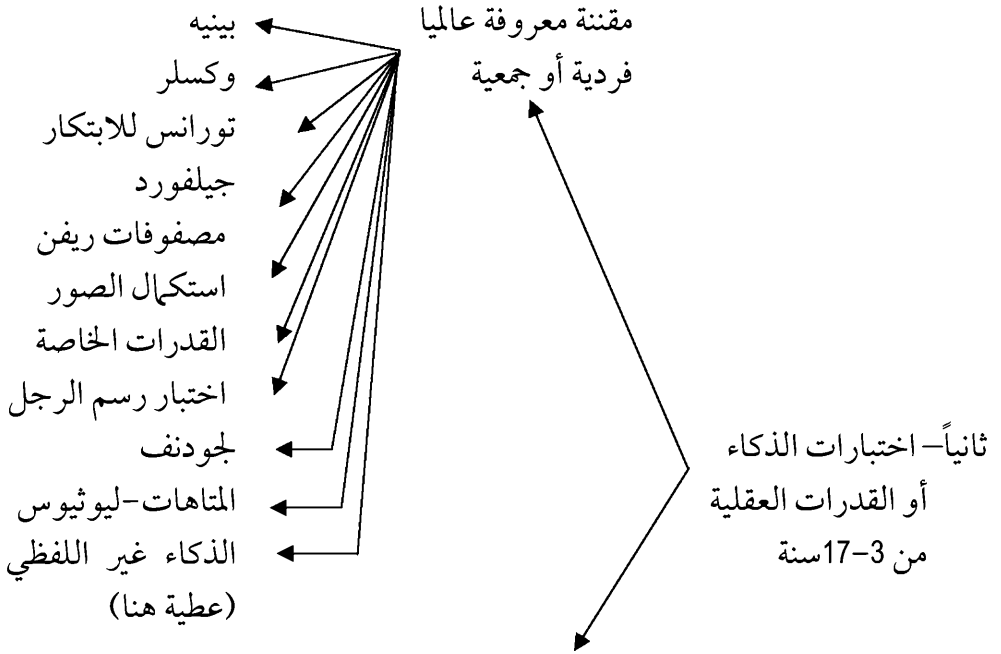 ثانياً– اختبارات الذكاء
أو القدرات العقلية
من 3–17سنة
مقننة معروفة عالميا
فردية أو جمعية
بينيه
وكسلر
تورانس للابتكار
جيلفورد
مصفوفات ريفن
استكمال الصور
القدرات الخاصة
اختبار رسم الرجل
لجودنف
المتاهات-ليوثيوس
الذكاء غير اللفظي
(عطية هنا)